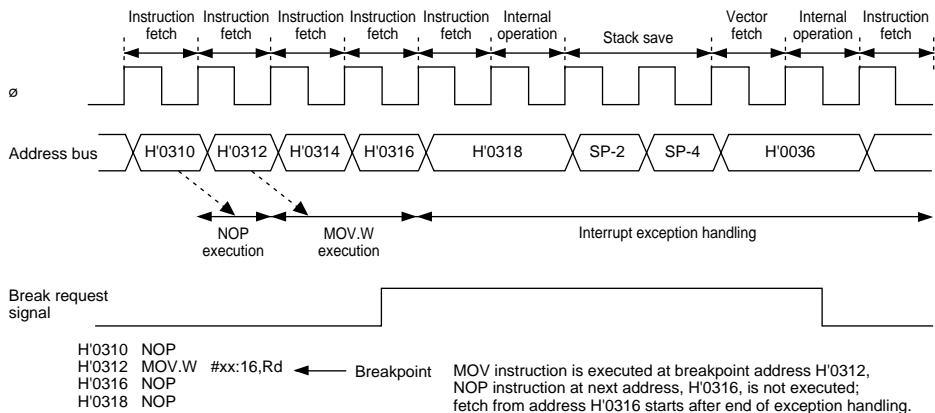 Instruction fetch Instruction fetch Instruction fetch Instruction fetch Instruction fetch Internal operation Stack save Vector fetch Internal operation Instruction fetch
ø
Address bus H'0310 H'0312 H'0314 H'0316 H'0318 SP-2 SP-4 H'0036
NOP execution MOV.W execution Interrupt exception handling
Break request signal
H'0310 NOP
H'0312 MOV.W #xx:16,Rd Breakpoint
H'0316 NOP
H'0318 NOP
MOV instruction is executed at breakpoint address H'0312,
NOP instruction at next address, H'0316, is not executed;
fetch from address H'0316 starts after end of exception handling.